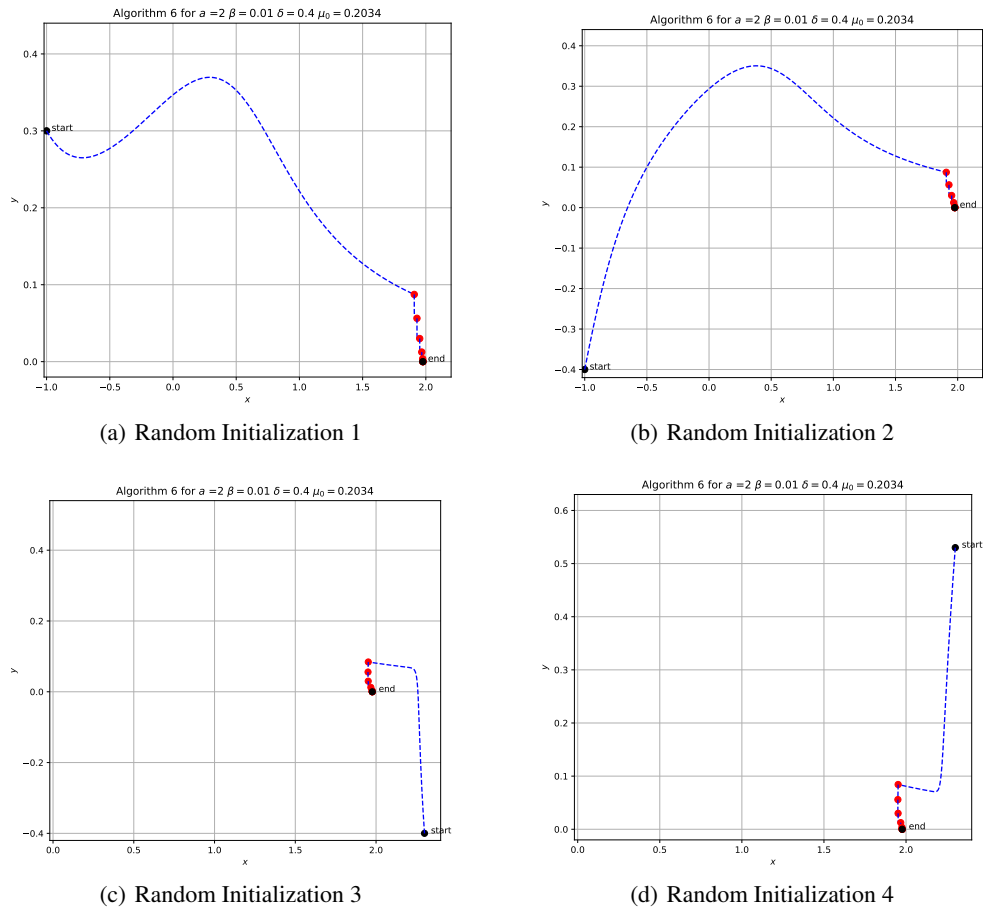 Algorithm 6 for a =2 β = 0.01 δ = 0.4 μ₀ = 0.2034
0.4
0.3
0.2
0.1
0.0
y
start
end
−1.0 −0.5 0.0 0.5 1.0 1.5 2.0
x
(a) Random Initialization 1
Algorithm 6 for a =2 β = 0.01 δ = 0.4 μ₀ = 0.2034
0.4
0.3
0.2
0.1
0.0
−0.1
−0.2
−0.3
−0.4
y
end
start
−1.0 −0.5 0.0 0.5 1.0 1.5 2.0
x
(b) Random Initialization 2
Algorithm 6 for a =2 β = 0.01 δ = 0.4 μ₀ = 0.2034
0.4
0.2
0.0
−0.2
−0.4
y
end
start
0.0 0.5 1.0 1.5 2.0
x
(c) Random Initialization 3
Algorithm 6 for a =2 β = 0.01 δ = 0.4 μ₀ = 0.2034
0.6
0.5
0.4
0.3
0.2
0.1
0.0
y
start
end
0.0 0.5 1.0 1.5 2.0
x
(d) Random Initialization 4